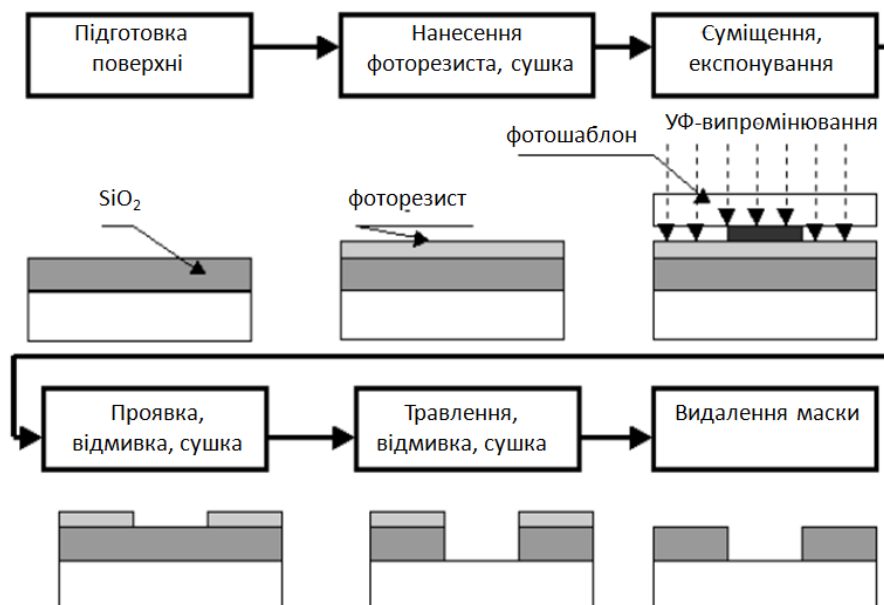 Підготовка
поверхні
Нанесення
фоторезиста, сушка
Суміщення,
експонування
УФ-випромінювання
фотошаблон
SiO₂
фоторезист
Проявка,
відмивка, сушка
Травлення,
відмивка, сушка
Видалення маски